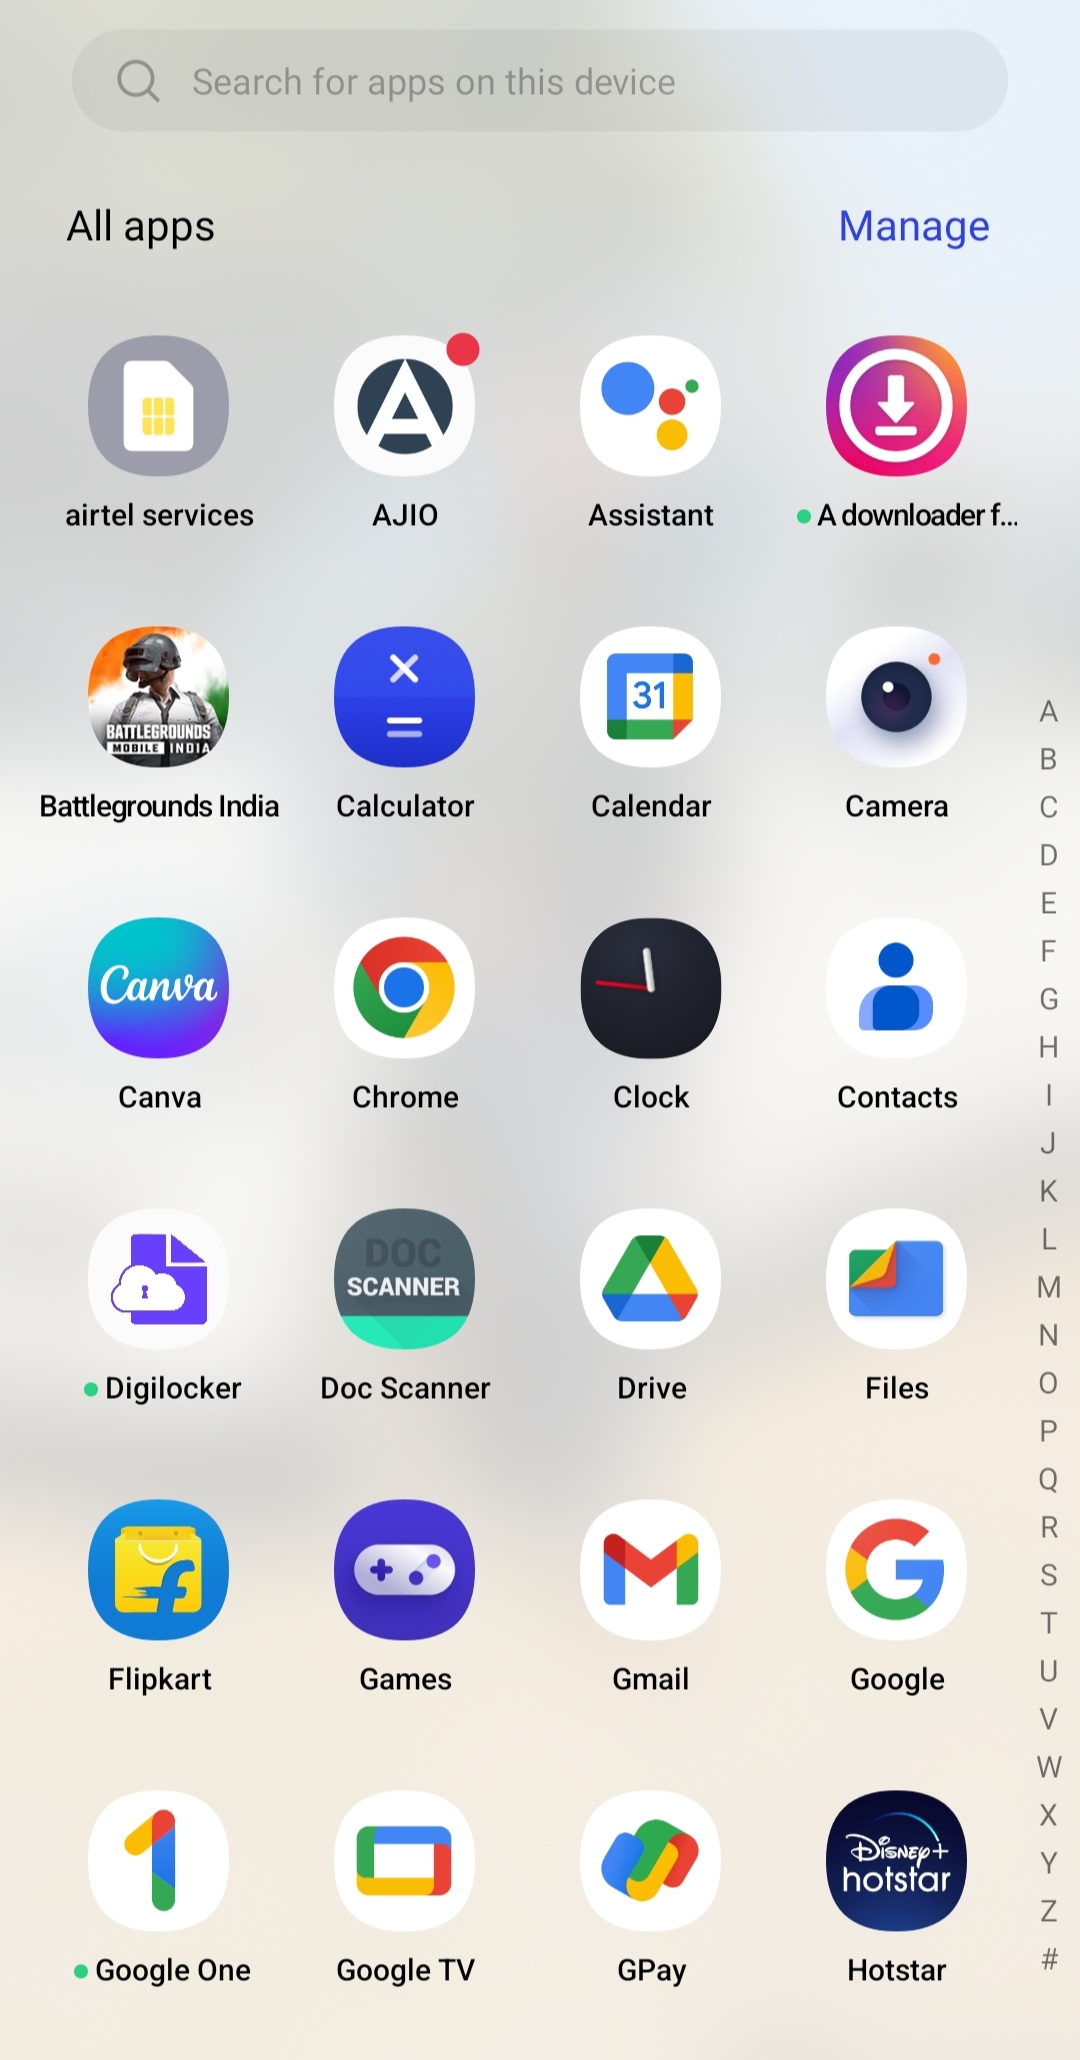 Search for apps on this device
All apps
Manage
airtel services
AJIO
Assistant
A downloader f...
BATTLEGROUNDS
MOBILE INDIA
31
Battlegrounds India
Calculator
Calendar
Camera
Canva
Canva
Chrome
Clock
Contacts
DOC
SCANNER
Digilocker
Doc Scanner
Drive
Files
Flipkart
Games
Gmail
Google
Disney+
hotstar
Google One
Google TV
GPay
Hotstar
A
B
C
D
E
F
G
H
I
J
K
L
M
N
O
P
Q
R
S
T
U
V
W
X
Y
Z
#